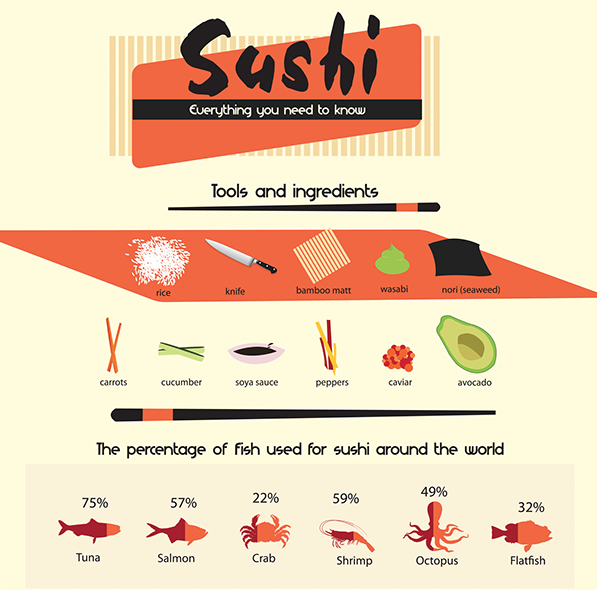 Sushi
Everything you need to know
Tools and ingredients
rice knife bamboo matt wasabi nori (seaweed)
carrots cucumber soya sauce peppers caviar avocado
The percentage of fish used for sushi around the world
75% 57% 22% 59% 49% 32%
Tuna Salmon Crab Shrimp Octopus Flatfish